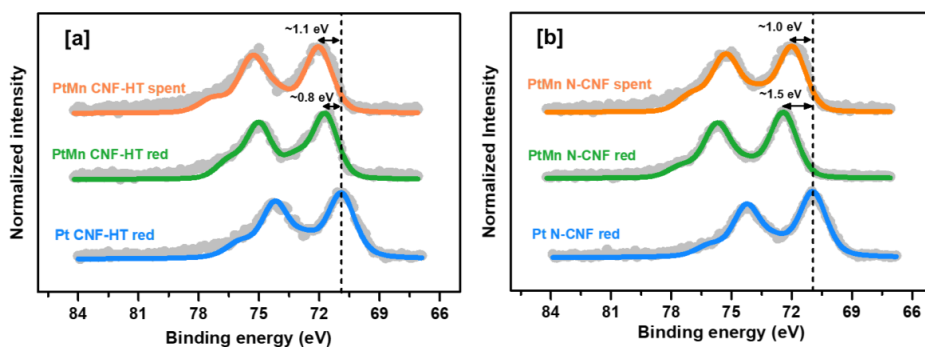 [a]
~1.1 eV
PtMn CNF-HT spent
~0.8 eV
PtMn CNF-HT red
Pt CNF-HT red
Normalized intensity
84 81 78 75 72 69 66
Binding energy (eV)
[b]
~1.0 eV
PtMn N-CNF spent
~1.5 eV
PtMn N-CNF red
Pt N-CNF red
Normalized Intensity
84 81 78 75 72 69 66
Binding energy (eV)